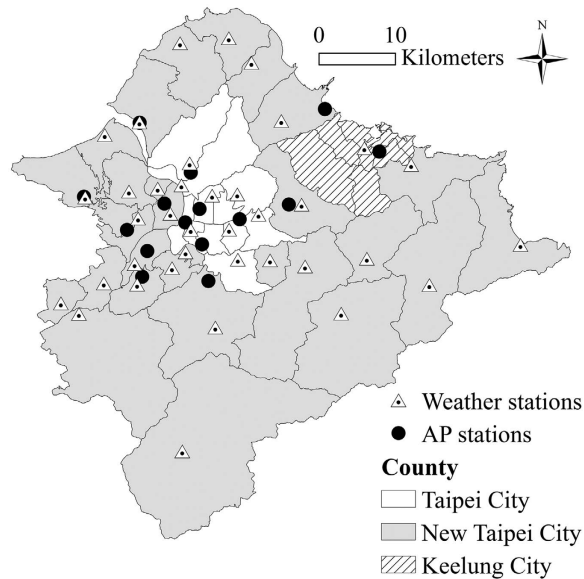 N
0 10
Kilometers
Weather stations
AP stations
County
Taipei City
New Taipei City
Keelung City